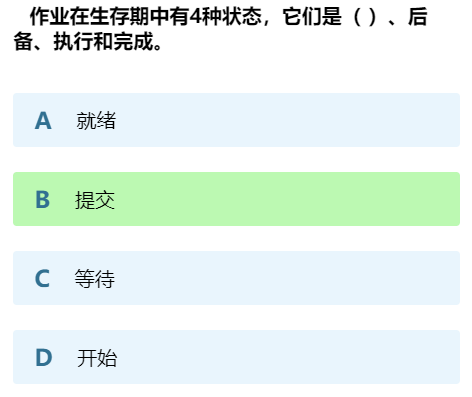 作业在生存期中有4种状态，它们是（ ）、后
备、执行和完成。
A 就绪
B 提交
C 等待
D 开始